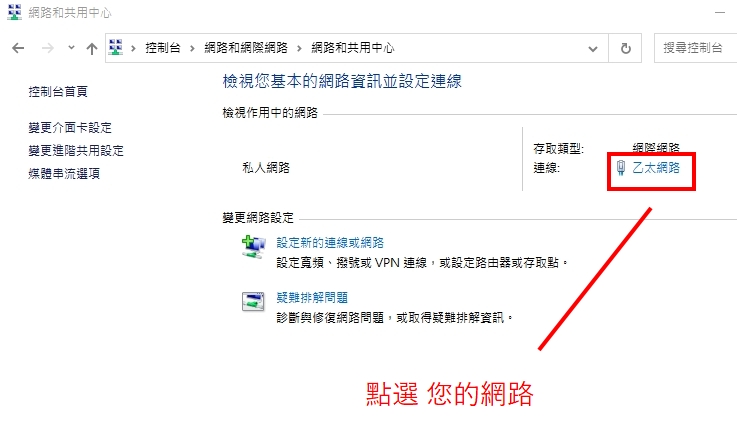 網路和共用中心
控制台 > 網路和網際網路 > 網路和共用中心
搜尋控制台
控制台首頁
變更介面卡設定
變更進階共用設定
媒體串流選項
檢視您基本的網路資訊並設定連線
檢視作用中的網路
私人網路
存取類型: 網際網路
連線: 乙太網路
變更網路設定
設定新的連線或網路
設定寬頻、撥號或 VPN 連線，或設定路由器或存取點。
疑難排解問題
診斷與修復網路問題，或取得疑難排解資訊。
點選 您的網路